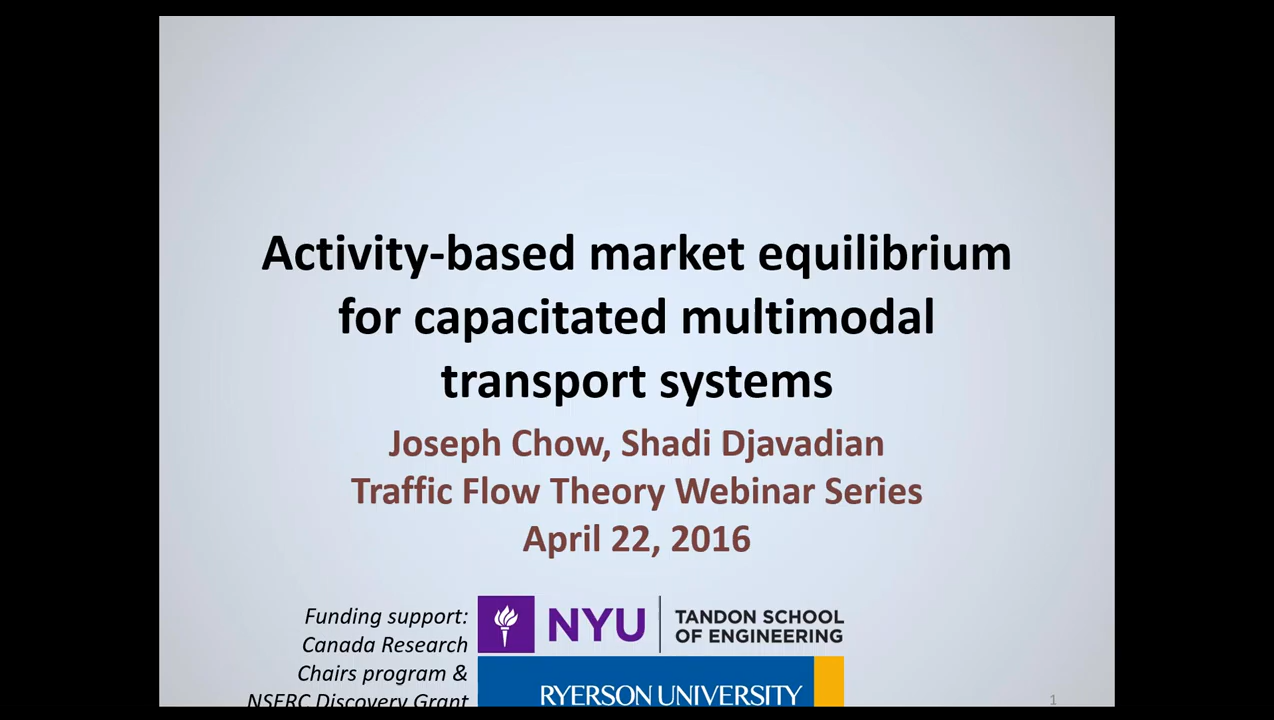 Activity-based market equilibrium
for capacitated multimodal
transport systems
Joseph Chow, Shadi Djavadian
Traffic Flow Theory Webinar Series
April 22, 2016
Funding support:
Canada Research
Chairs program &
NSERC Discovery Grant
NYU
TANDON SCHOOL
OF ENGINEERING
RYERSON UNIVERSITY
1